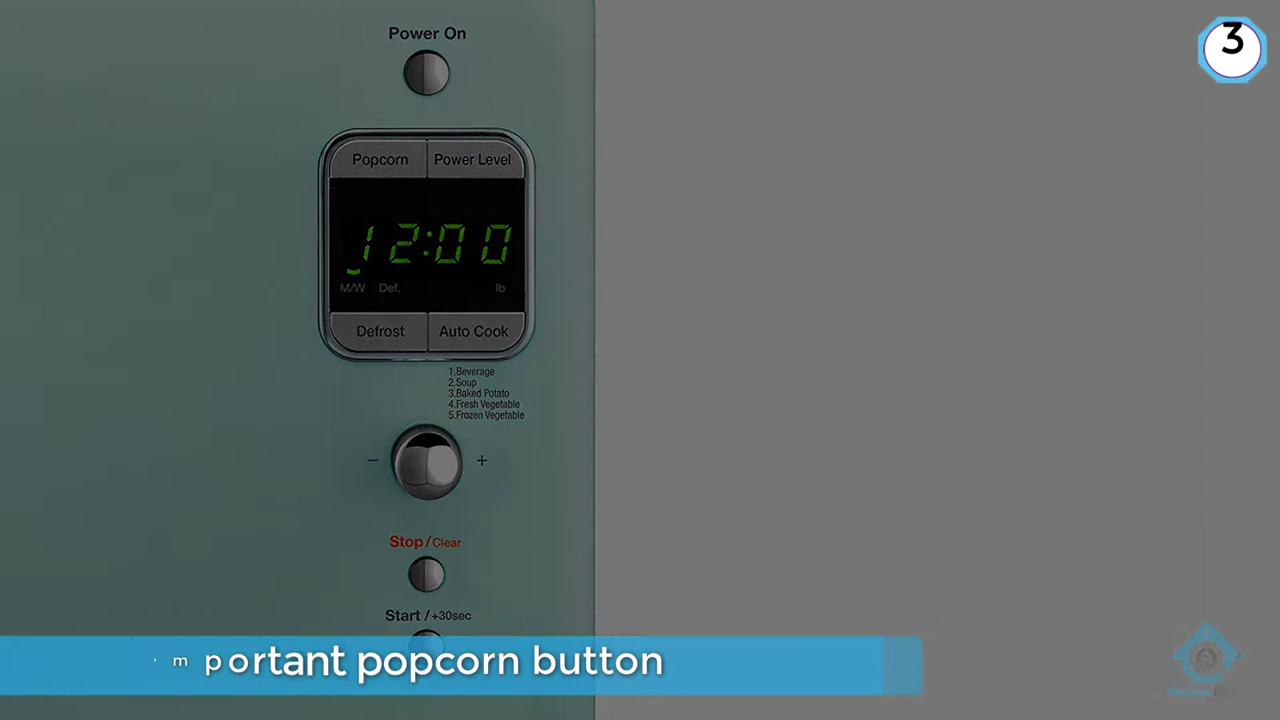 Power On
3
Popcorn
Power Level
12:00
M/W Def. lb
Defrost
Auto Cook
1.Beverage
2.Soup
3.Baked Potato
4.Fresh Vegetable
5.Frozen Vegetable
− +
Stop/Clear
Start/+30sec
important popcorn button